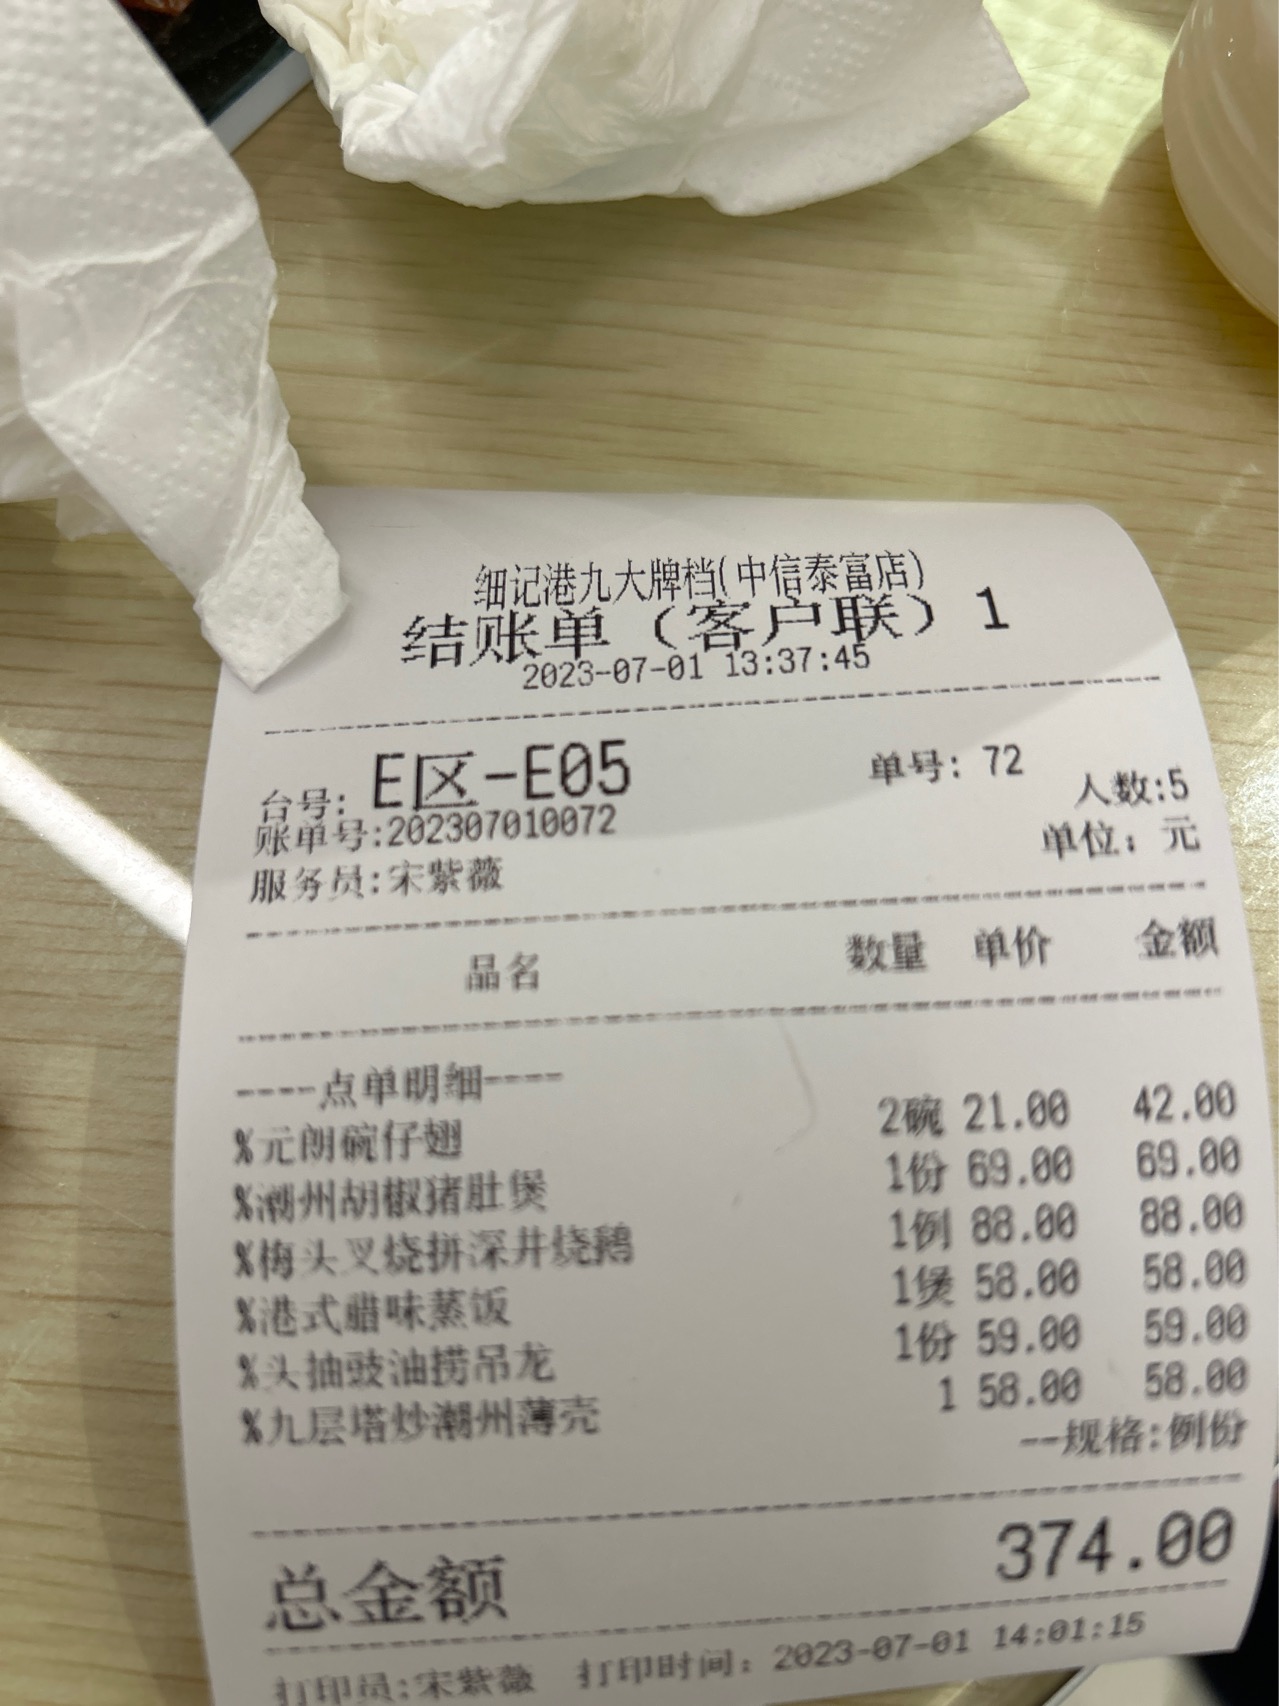 细记港九大牌档(中信泰富店)
结账单（客户联）1
2023-07-01 13:37:45
台号: E区-E05 单号: 72
人数:5
账单号:202307010072
单位: 元
服务员:宋紫薇
品名 数量 单价 金额
----点单明细----
%元朗碗仔翅 2碗 21.00 42.00
%潮州胡椒猪肚煲 1份 69.00 69.00
%梅头叉烧拼深井烧鹅 1例 88.00 88.00
%港式腊味蒸饭 1煲 58.00 58.00
%头抽豉油捞吊龙 1份 59.00 59.00
%九层塔炒潮州薄壳 1 58.00 58.00
--规格:例份
总金额 374.00
打印员:宋紫薇 打印时间: 2023-07-01 14:01:15